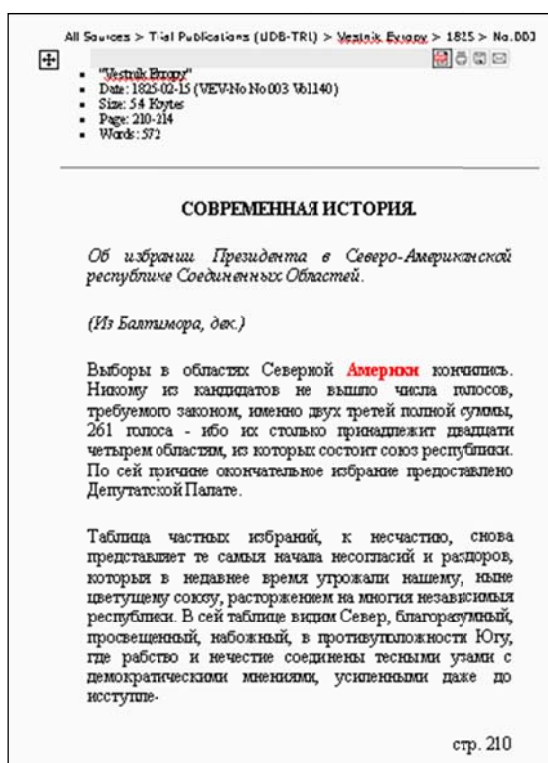 All Sources > Trial Publications (UDB-TRL) > Vestnik Evropy > 1825 > No.003
"Vestnik Evropy"
Date: 1825-02-15 (VEV-No No 003 Vol 140)
Size: 5.4 Kbytes
Page: 210-214
Words: 572
СОВРЕМЕННАЯ ИСТОРИЯ.
Об избрании Президента в Северо-Американской
республике Соединенных Областей.
(Из Балтимора, дек.)
Выборы в областях Северной Америки кончились.
Никому из кандидатов не вышло числа голосов,
требуемого законом, именно двух третей полной суммы,
261 голоса - ибо их столько принадлежит двадцати
четырем областям, из которых состоит союз республики.
По сей причине окончательное избрание предоставлено
Депутатской Палате.
Таблица частных избраний, к несчастию, снова
представляет те самыя начала несогласий и раздоров,
которыя в недавнее время угрожали нашему, ныне
цветущему союзу, расторжением на многия независимыя
республики. В сей таблице видим Север, благоразумный,
просвещенный, набожный, в противуположность Югу,
где рабство и нечестие соединены тесными узами с
демократическими мнениями, усиленными даже до
исступле-
стр. 210